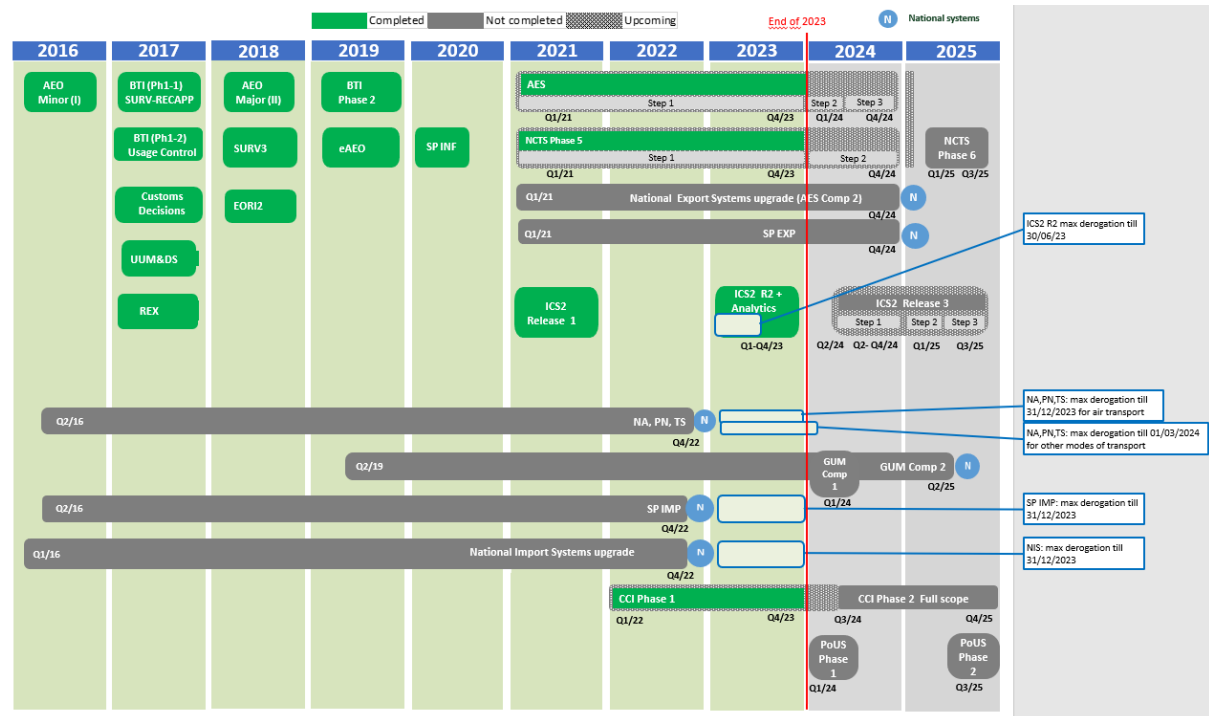 Completed
Not completed
Upcoming
N
National systems
End of 2023
2016
2017
2018
2019
2020
2021
2022
2023
2024
2025
AEO
Minor (I)
BTI (Ph1-1)
SURV-RECAPP
AEO
Major (II)
BTI
Phase 2
AES
Step 1
Step 2
Step 3
Q1/21
Q4/23
Q1/24
Q4/24
BTI (Ph1-2)
Usage Control
SURV3
eAEO
SP INF
NCTS Phase 5
Step 1
Step 2
Q1/21
Q4/23
Q4/24
NCTS
Phase 6
Q1/25
Q3/25
Customs
Decisions
EORI2
Q1/21
National Export Systems upgrade (AES Comp 2)
Q4/24
N
UUM&DS
Q1/21
SP EXP
Q4/24
N
ICS2 R2 max derogation till
30/06/23
REX
ICS2
Release 1
ICS2 R2 +
Analytics
Q1-Q4/23
ICS2 Release 3
Step 1
Step 2
Step 3
Q2/24
Q2- Q4/24
Q1/25
Q3/25
Q2/16
NA, PN, TS
N
Q4/22
NA,PN,TS: max derogation till
31/12/2023 for air transport
NA,PN,TS: max derogation till 01/03/2024
for other modes of transport
Q2/19
GUM
Comp
1
Q1/24
GUM Comp 2
N
Q2/25
Q2/16
SP IMP
N
Q4/22
SP IMP: max derogation till
31/12/2023
Q1/16
National Import Systems upgrade
N
Q4/22
NIS: max derogation till
31/12/2023
CCI Phase 1
Q1/22
Q4/23
CCI Phase 2 Full scope
Q3/24
Q4/25
PoUS
Phase
1
Q1/24
PoUS
Phase
2
Q3/25